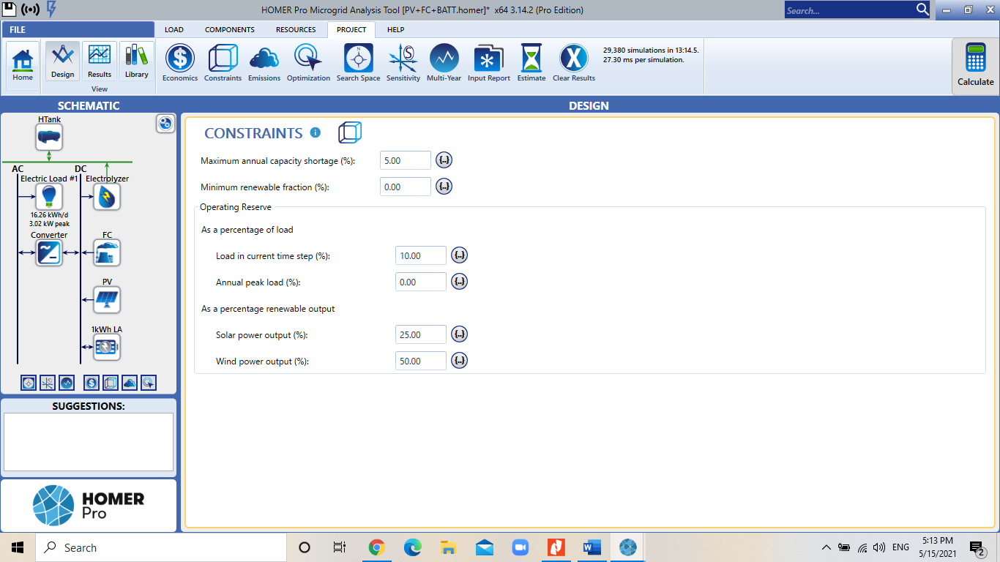 HOMER Pro Microgrid Analysis Tool [PV+FC+BATT.homer]* x64 3.14.2 (Pro Edition)
Search...
FILE
LOAD
COMPONENTS
RESOURCES
PROJECT
HELP
Home
Design
Results
Library
View
Economics
Constraints
Emissions
Optimization
Search Space
Sensitivity
Multi-Year
Input Report
Estimate
Clear Results
29,380 simulations in 13:14.5.
27.30 ms per simulation.
Calculate
SCHEMATIC
HTank
AC
DC
Electric Load #1
Electrolyzer
16.26 kWh/d
3.02 kW peak
Converter
FC
PV
1kWh LA
SUGGESTIONS:
HOMER
Pro
DESIGN
CONSTRAINTS
Maximum annual capacity shortage (%):
5.00
{..}
Minimum renewable fraction (%):
0.00
{..}
Operating Reserve
As a percentage of load
Load in current time step (%):
10.00
{..}
Annual peak load (%):
0.00
{..}
As a percentage renewable output
Solar power output (%):
25.00
{..}
Wind power output (%):
50.00
{..}
Search
ENG
5:13 PM
5/15/2021
2